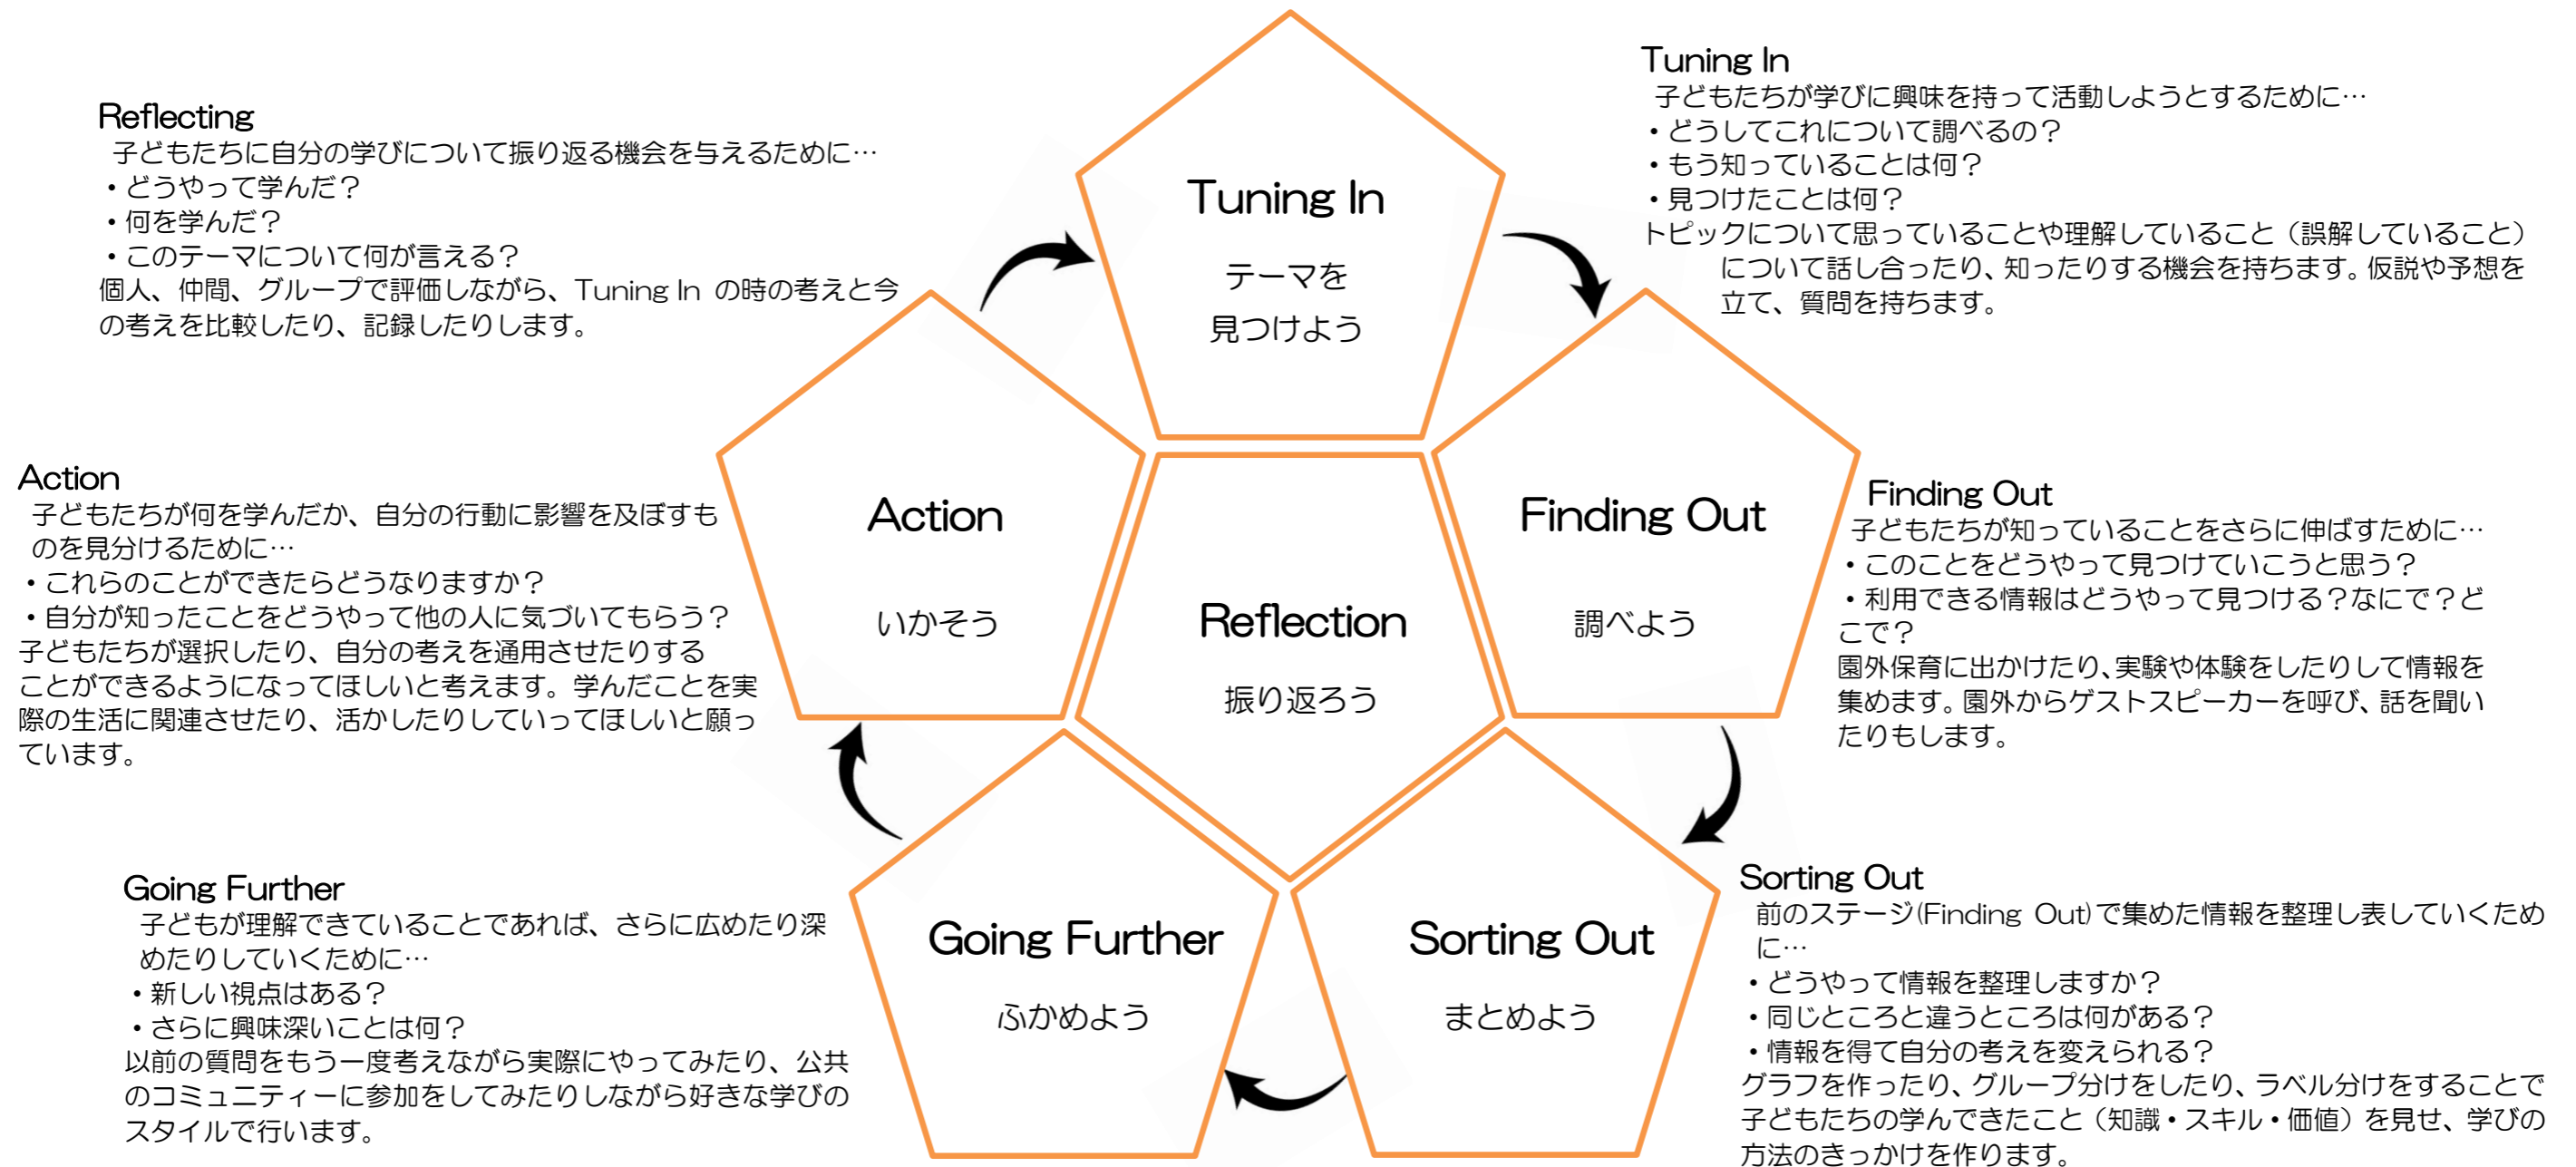 Tuning In
子どもたちが学びに興味を持って活動しようとするために…
・どうしてこれについて調べるの？
・もう知っていることは何？
・見つけたことは何？
トピックについて思っていることや理解していること（誤解していること）
について話し合ったり、知ったりする機会を持ちます。仮説や予想を
立て、質問を持ちます。
Reflecting
子どもたちに自分の学びについて振り返る機会を与えるために…
・どうやって学んだ？
・何を学んだ？
・このテーマについて何が言える？
個人、仲間、グループで評価しながら、Tuning In の時の考えと今
の考えを比較したり、記録したりします。
Tuning In
テーマを
見つけよう
Action
子どもたちが何を学んだか、自分の行動に影響を及ぼすも
のを見分けるために…
・これらのことができたらどうなりますか？
・自分が知ったことをどうやって他の人に気づいてもらう？
子どもたちが選択したり、自分の考えを通用させたりする
ことができるようになってほしいと考えます。学んだことを実
際の生活に関連させたり、活かしたりしていってほしいと願っ
ています。
Action
いかそう
Reflection
振り返ろう
Finding Out
調べよう
Finding Out
子どもたちが知っていることをさらに伸ばすために…
・このことをどうやって見つけていこうと思う？
・利用できる情報はどうやって見つける？なにで？ど
こで？
園外保育に出かけたり、実験や体験をしたりして情報を
集めます。園外からゲストスピーカーを呼び、話を聞い
たりもします。
Going Further
子どもが理解できていることであれば、さらに広めたり深
めたりしていくために…
・新しい視点はある？
・さらに興味深いことは何？
以前の質問をもう一度考えながら実際にやってみたり、公共
のコミュニティーに参加をしてみたりしながら好きな学びの
スタイルで行います。
Going Further
ふかめよう
Sorting Out
まとめよう
Sorting Out
前のステージ(Finding Out)で集めた情報を整理し表していくため
に…
・どうやって情報を整理しますか？
・同じところと違うところは何がある？
・情報を得て自分の考えを変えられる？
グラフを作ったり、グループ分けをしたり、ラベル分けをすることで
子どもたちの学んできたこと（知識・スキル・価値）を見せ、学びの
方法のきっかけを作ります。